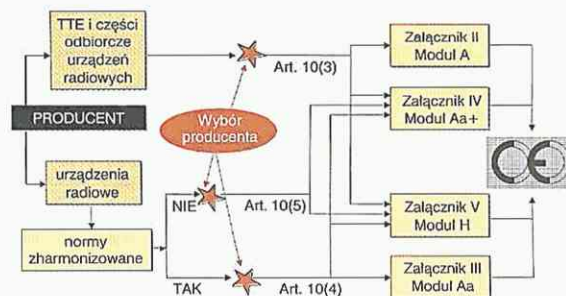 TTE i części
odbiorcze
urządzeń
radiowych
PRODUCENT
urządzenia
radiowe
normy
zharmonizowane
Wybór
producenta
Art. 10(3)
NIE
Art. 10(5)
TAK
Art. 10(4)
Załącznik II
Moduł A
Załącznik IV
Moduł Aa+
Załącznik V
Moduł H
Załącznik III
Moduł Aa
CE